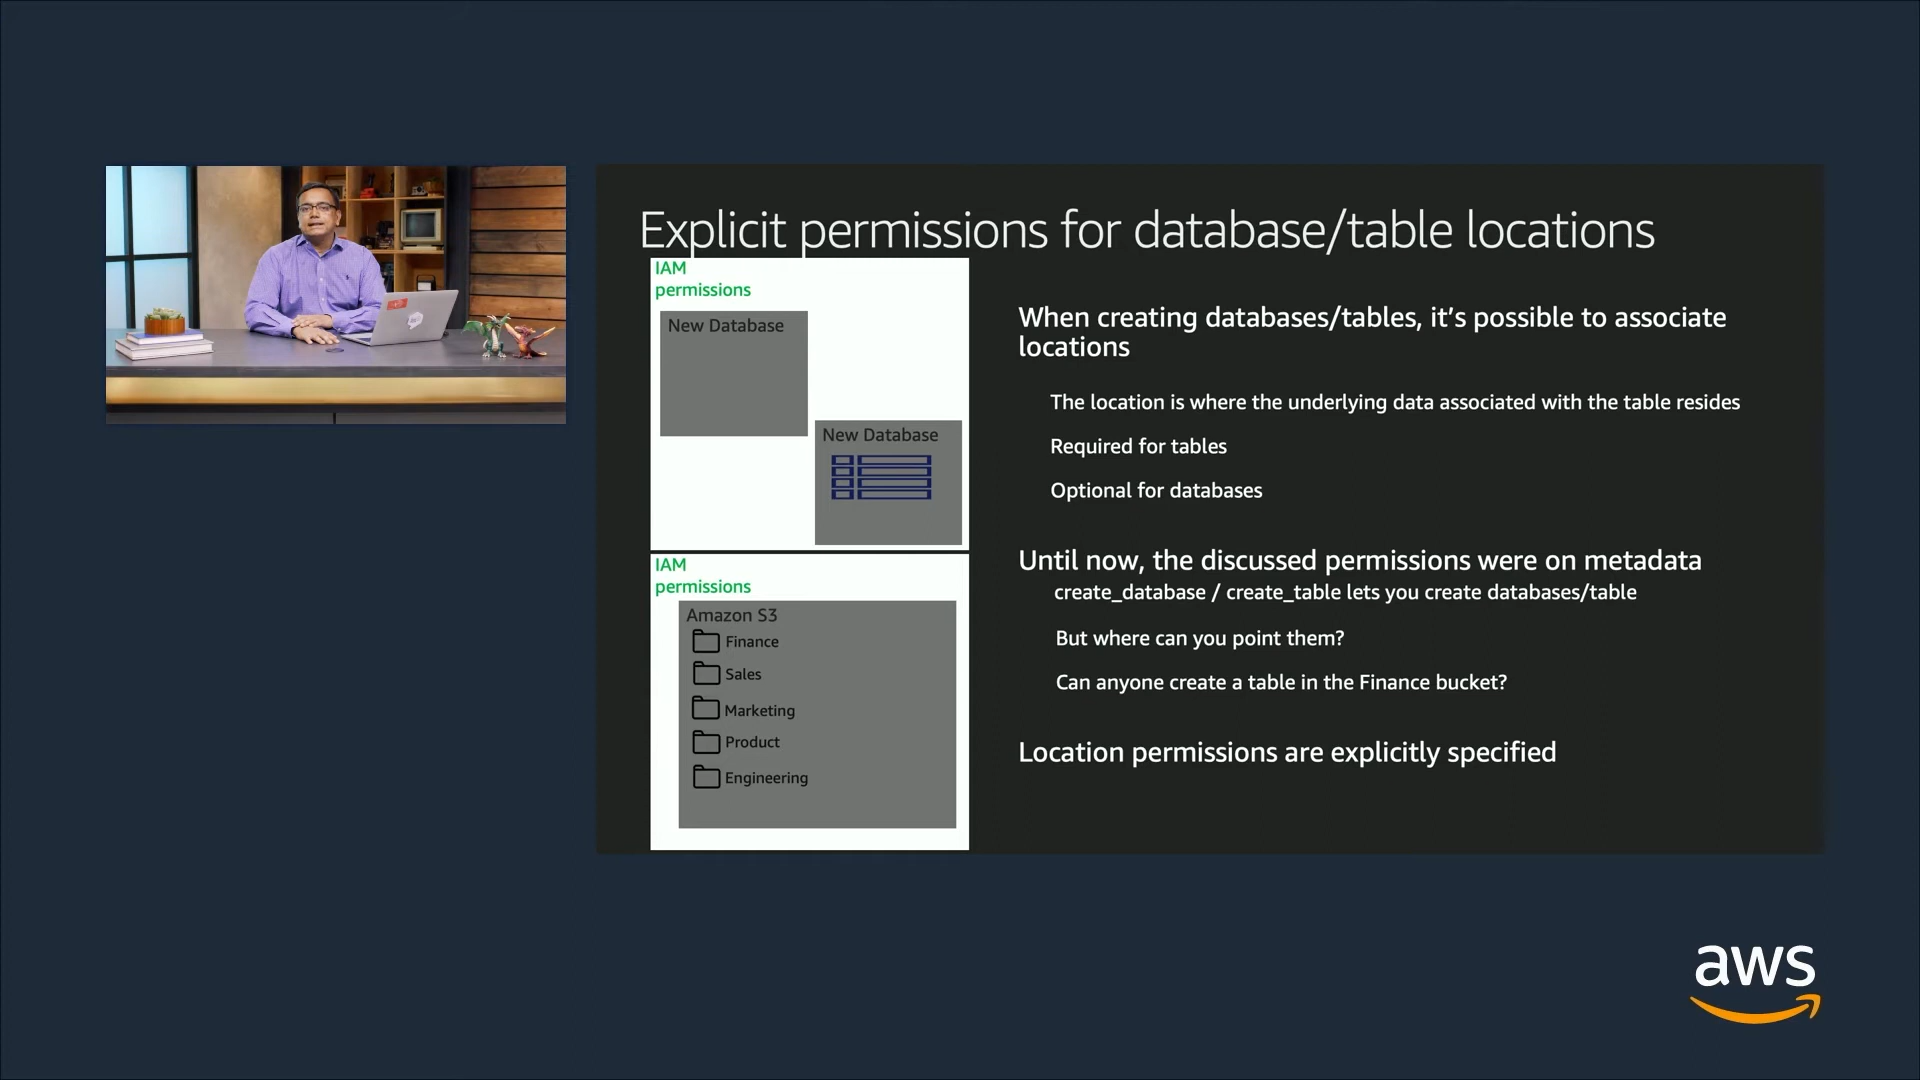 Explicit permissions for database/table locations
IAM
permissions
New Database
New Database
IAM
permissions
Amazon S3
Finance
Sales
Marketing
Product
Engineering
When creating databases/tables, it's possible to associate
locations
The location is where the underlying data associated with the table resides
Required for tables
Optional for databases
Until now, the discussed permissions were on metadata
create_database / create_table lets you create databases/table
But where can you point them?
Can anyone create a table in the Finance bucket?
Location permissions are explicitly specified
aws